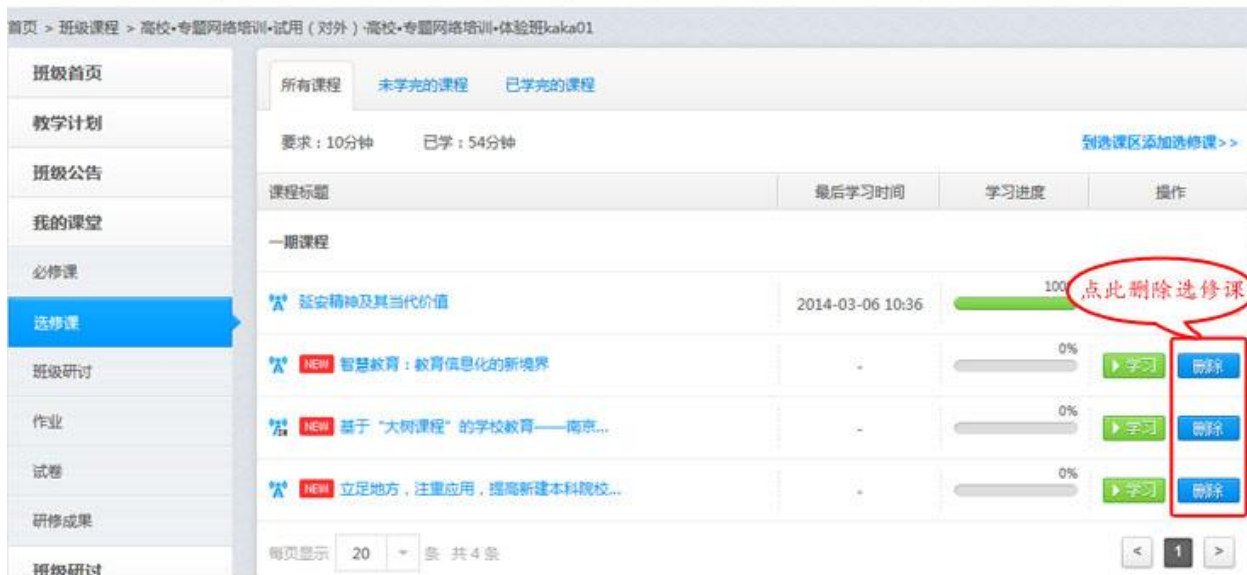 首页 > 班级课程 > 高校•专题网络培训•试用（对外）-高校•专题网络培训•体验班kaka01
班级首页
教学计划
班级公告
我的课堂
必修课
选修课
班级研讨
作业
试卷
研修成果
班级研讨
所有课程 未学完的课程 已学完的课程
要求：10分钟 已学：54分钟 到选课区添加选修课>>
课程标题 最后学习时间 学习进度 操作
一期课程
延安精神及其当代价值 2014-03-06 10:36 100
点此删除选修课
NEW 智慧教育：教育信息化的新境界 - 0% 学习 删除
NEW 基于“大树课程”的学校教育——南京... - 0% 学习 删除
NEW 立足地方，注重应用，提高新建本科院校... - 0% 学习 删除
每页显示 20 条 共 4 条 < 1 >